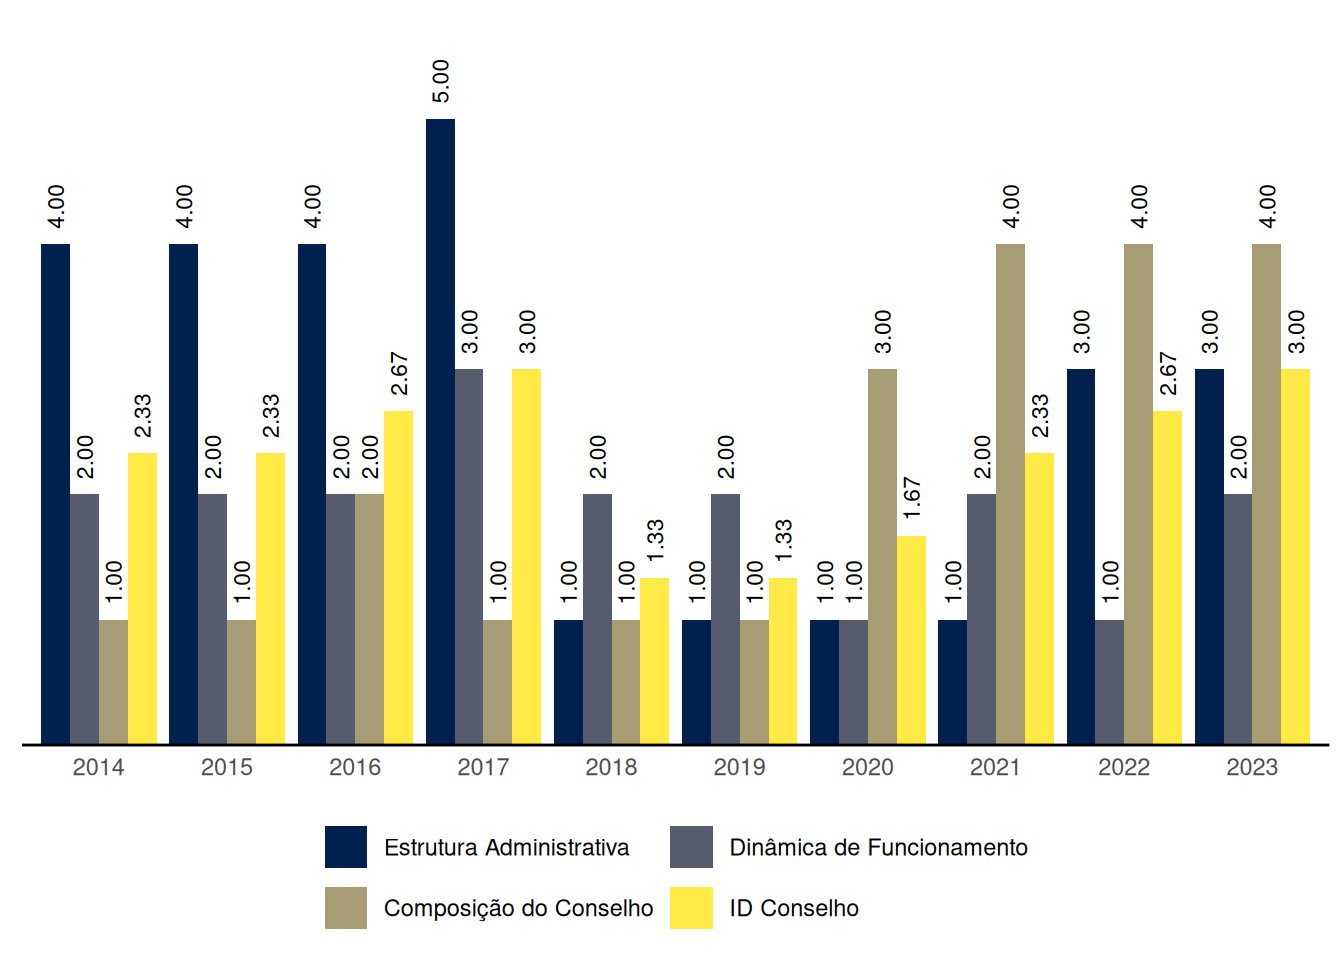 5.00
4.00 4.00 4.00 4.00 4.00 4.00
3.00 3.00 3.00 3.00 3.00 3.00
2.67 2.67
2.33 2.33 2.33
2.00 2.00 2.00 2.00 2.00 2.00 2.00 2.00
1.67
1.33 1.33
1.00 1.00 1.00 1.00 1.00 1.00 1.00 1.00 1.00 1.00 1.00
2014 2015 2016 2017 2018 2019 2020 2021 2022 2023
Estrutura Administrativa Dinâmica de Funcionamento
Composição do Conselho ID Conselho